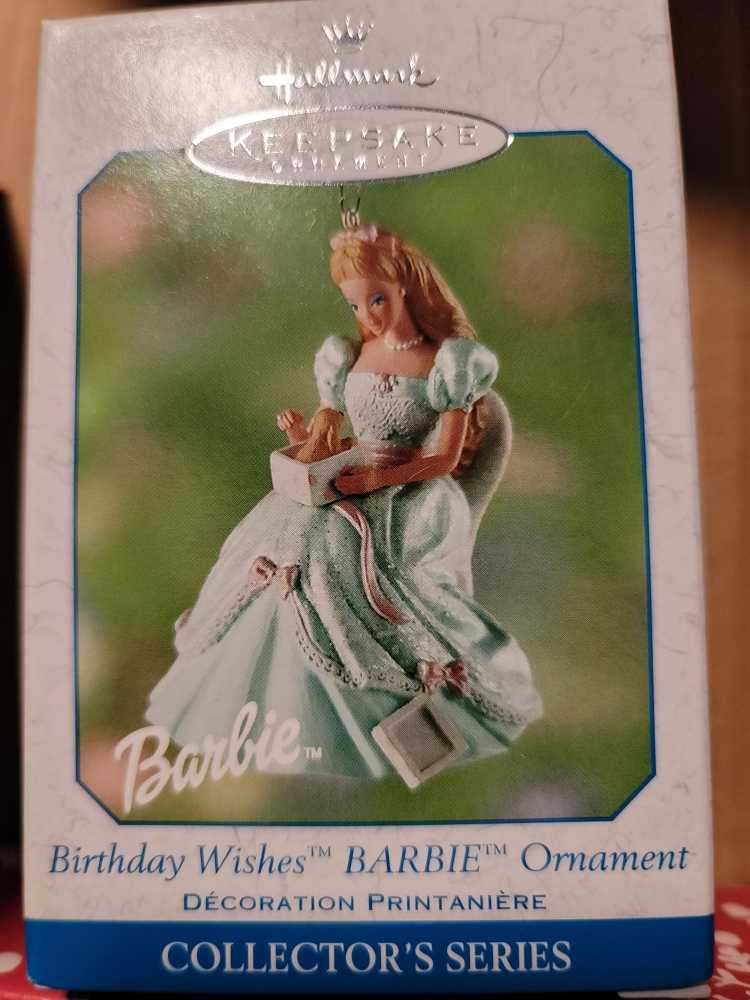 Hallmark
KEEPSAKE
ORNAMENT
Barbie™
Birthday Wishes™ BARBIE™ Ornament
DÉCORATION PRINTANIÈRE
COLLECTOR'S SERIES